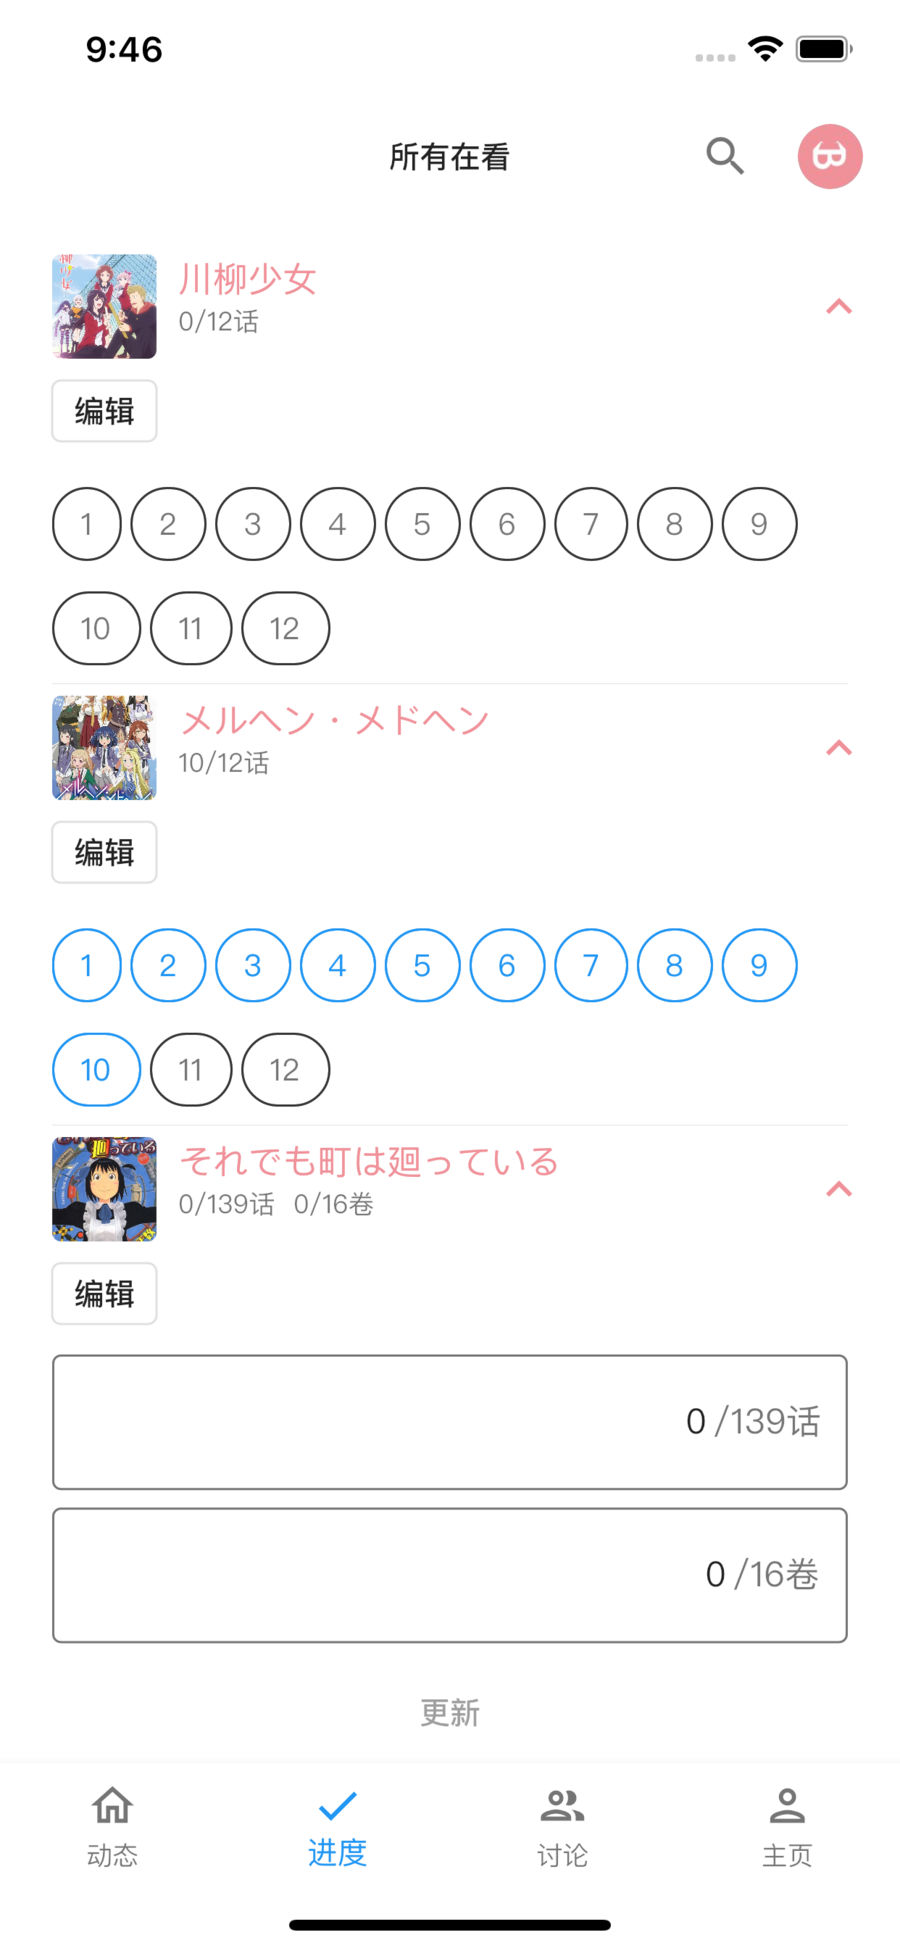 9:46
所有在看
川柳少女
0/12话
编辑
1 2 3 4 5 6 7 8 9
10 11 12
メルヘン・メドヘン
10/12话
编辑
1 2 3 4 5 6 7 8 9
10 11 12
それでも町は廻っている
0/139话 0/16卷
编辑
0 /139话
0 /16卷
更新
动态 进度 讨论 主页